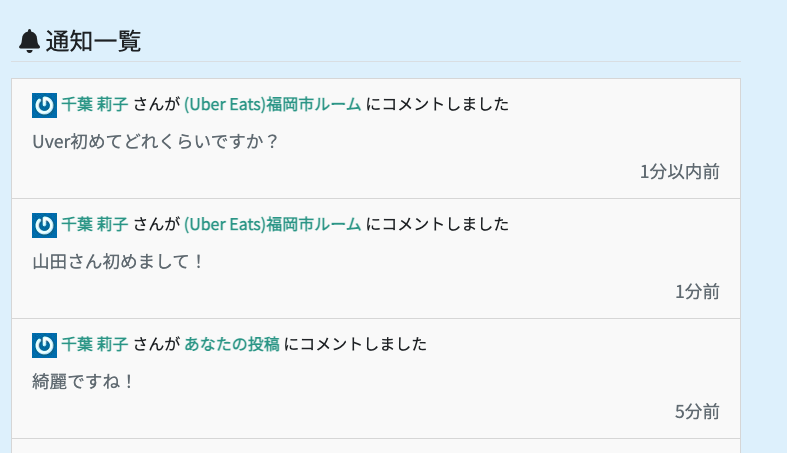 通知一覧
千葉 莉子 さんが (Uber Eats)福岡市ルーム にコメントしました
Uver初めてどれくらいですか？
1分以内前
千葉 莉子 さんが (Uber Eats)福岡市ルーム にコメントしました
山田さん初めまして！
1分前
千葉 莉子 さんが あなたの投稿 にコメントしました
綺麗ですね！
5分前